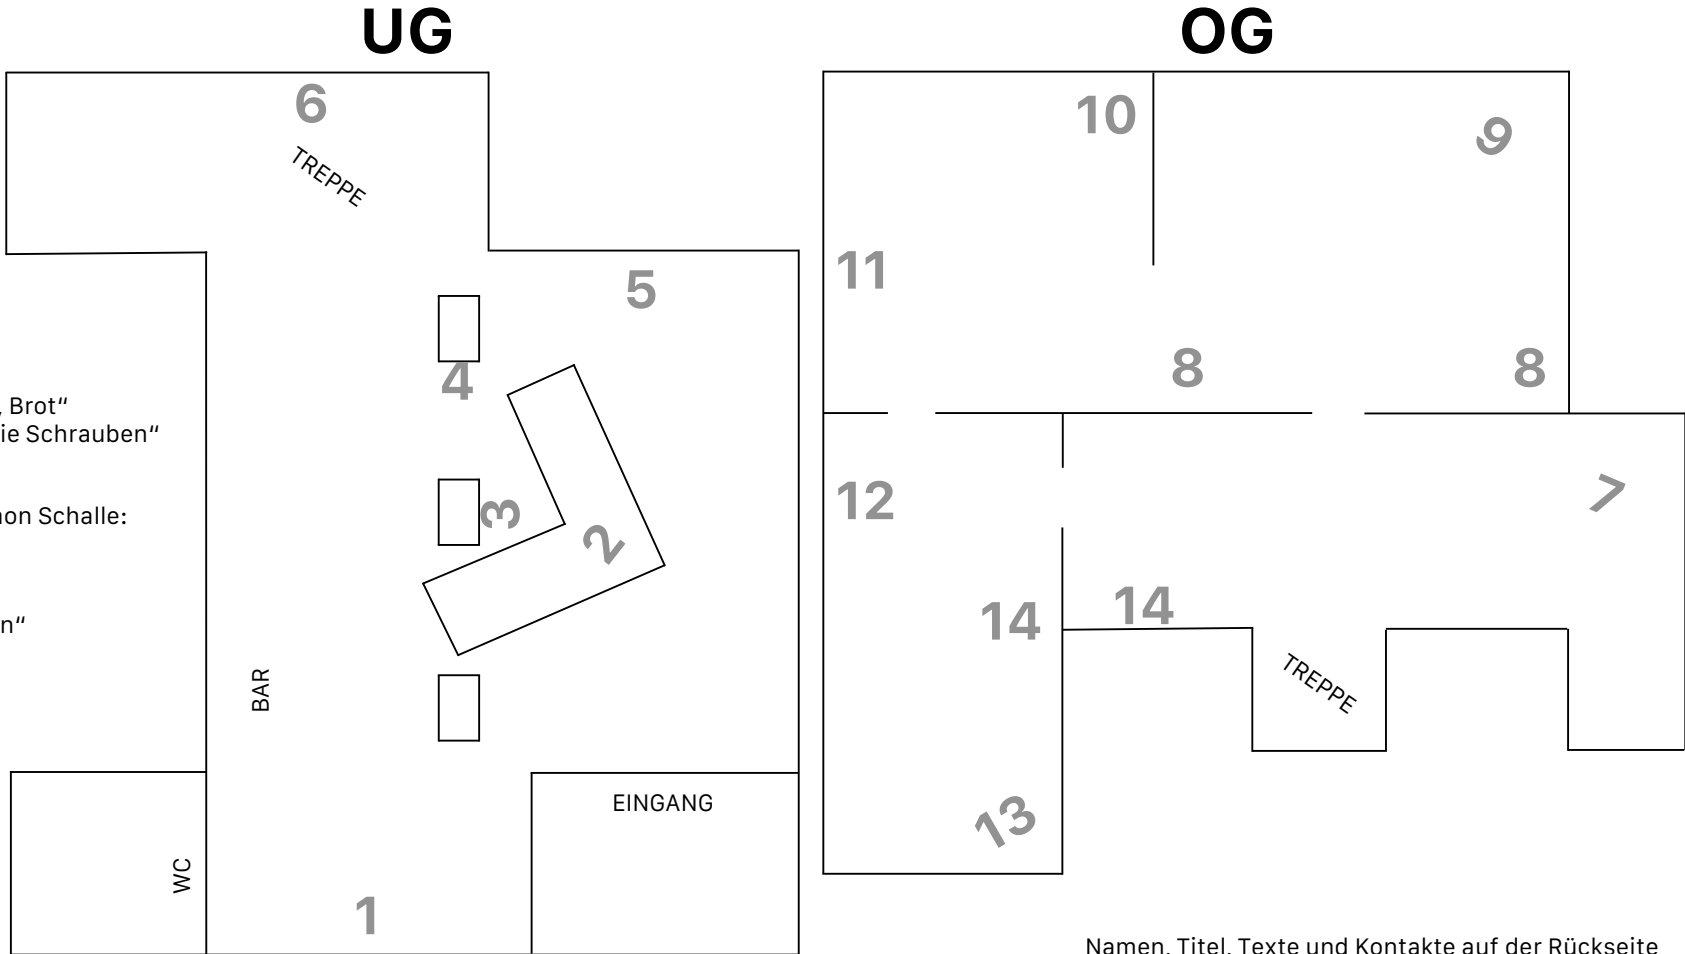 UG
6
TREPPE
5
4
, Brot“
ie Schrauben“
3
2
on Schalle:
n“
BAR
EINGANG
WC
1
OG
10
9
11
8
8
12
7
14
14
TREPPE
13
Namen, Titel, Texte und Kontakte auf der Rückseite